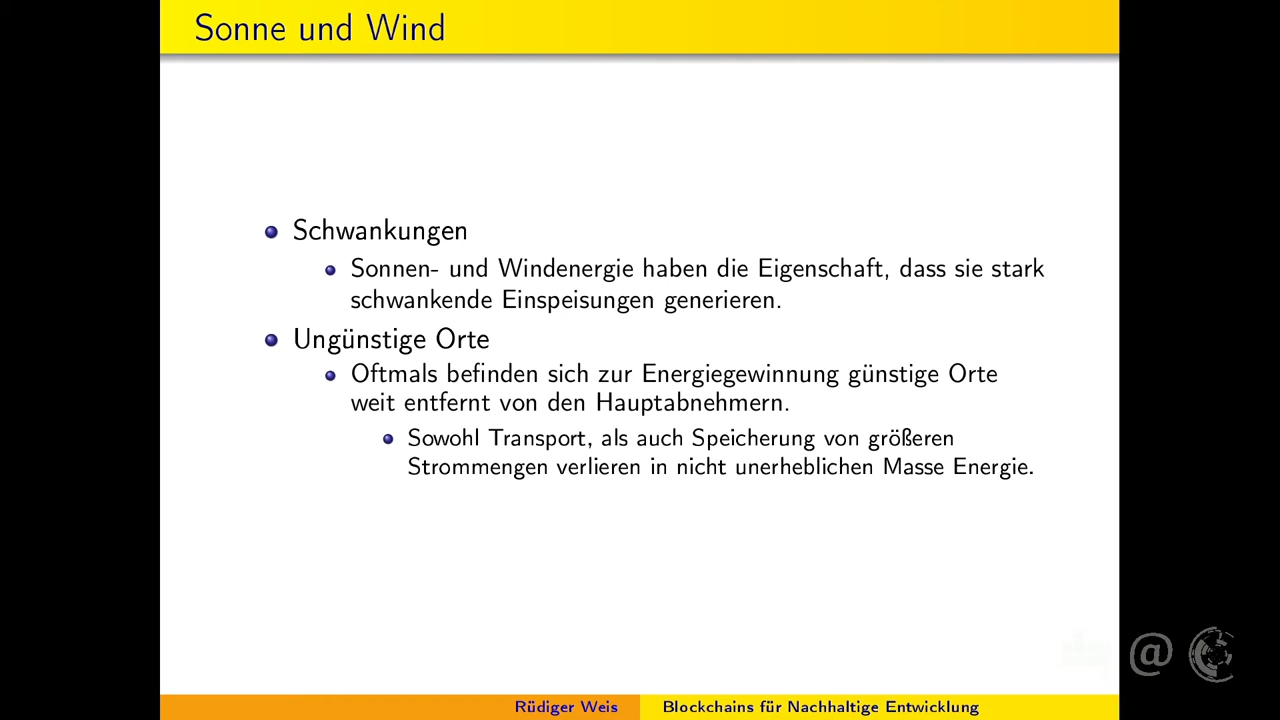 Sonne und Wind
Schwankungen
Sonnen- und Windenergie haben die Eigenschaft, dass sie stark
schwankende Einspeisungen generieren.
Ungünstige Orte
Oftmals befinden sich zur Energiegewinnung günstige Orte
weit entfernt von den Hauptabnehmern.
Sowohl Transport, als auch Speicherung von größeren
Strommengen verlieren in nicht unerheblichen Masse Energie.
@
Rüdiger Weis
Blockchains für Nachhaltige Entwicklung